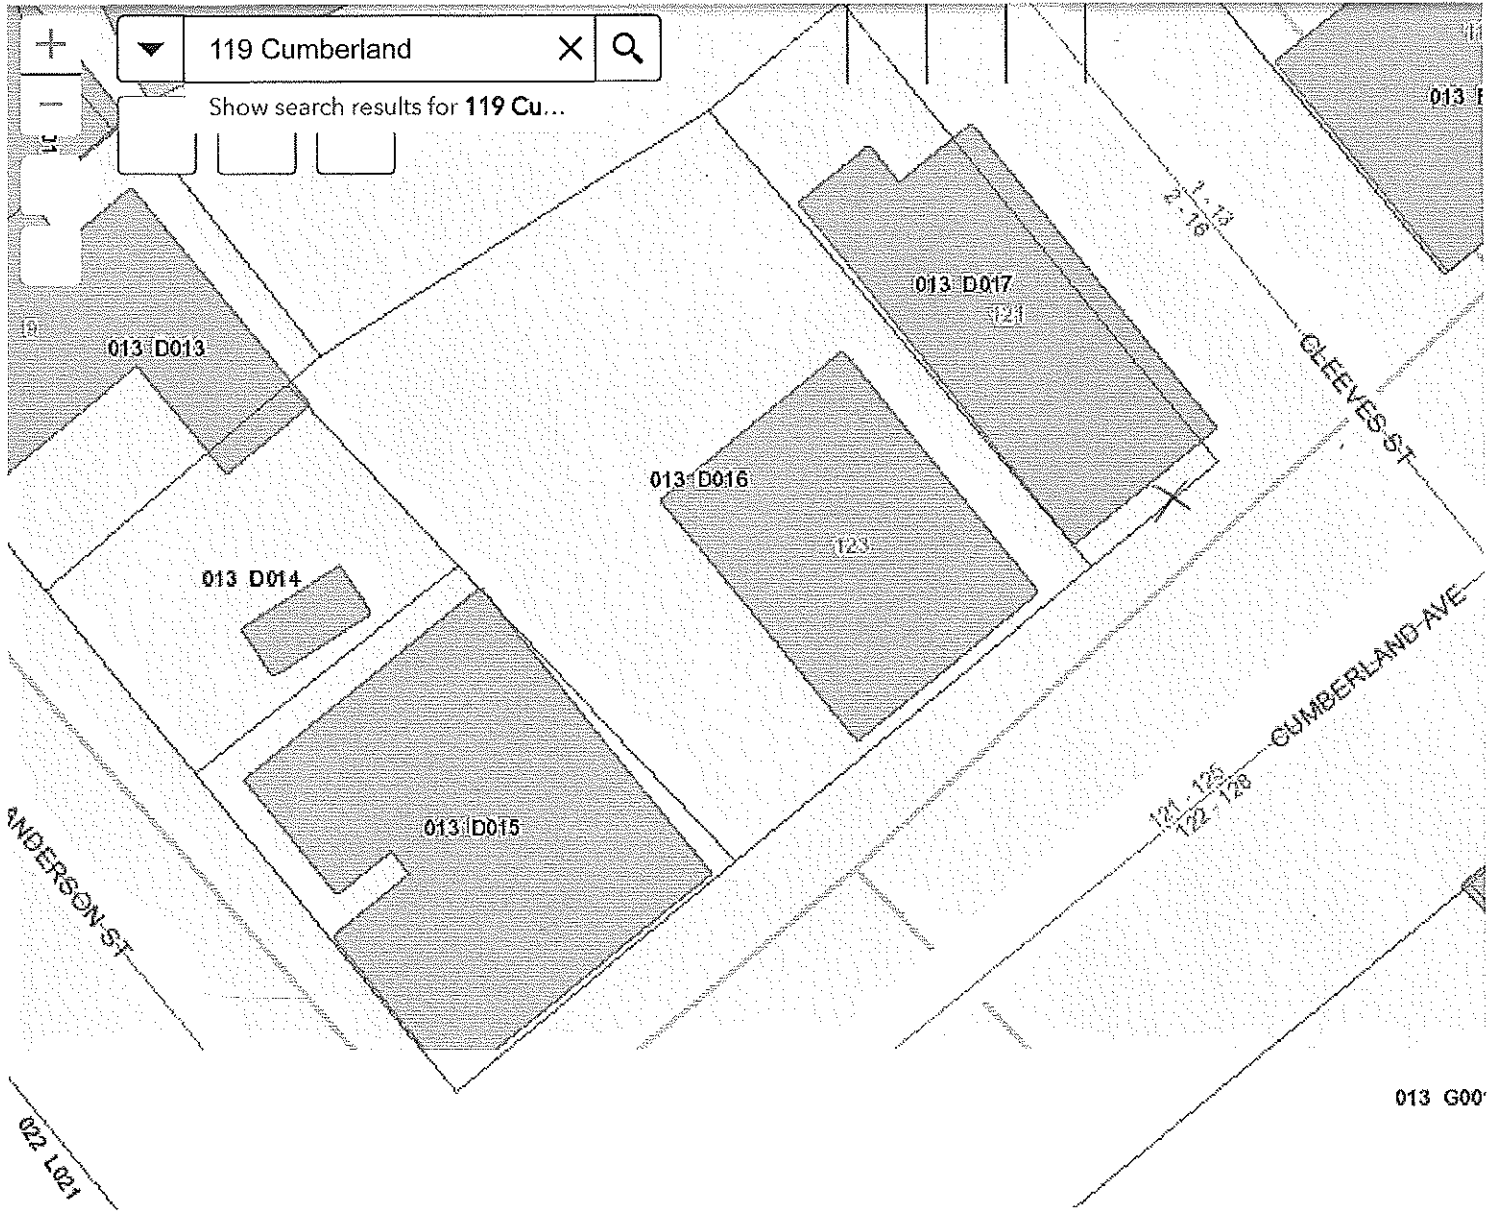 119 Cumberland
Show search results for 119 Cu...
013 D017
121
1 - 13
2 - 16
013 D013
CLEEVES ST
013 D016
123
013 D014
CUMBERLAND AVE
121 - 125
122 - 128
013 D015
ANDERSON ST
013 G00
022 L021